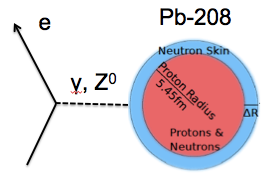 Pb-208
e
γ, Z⁰
Neutron Skin
Proton Radius
5.45fm
ΔR
Protons &
Neutrons